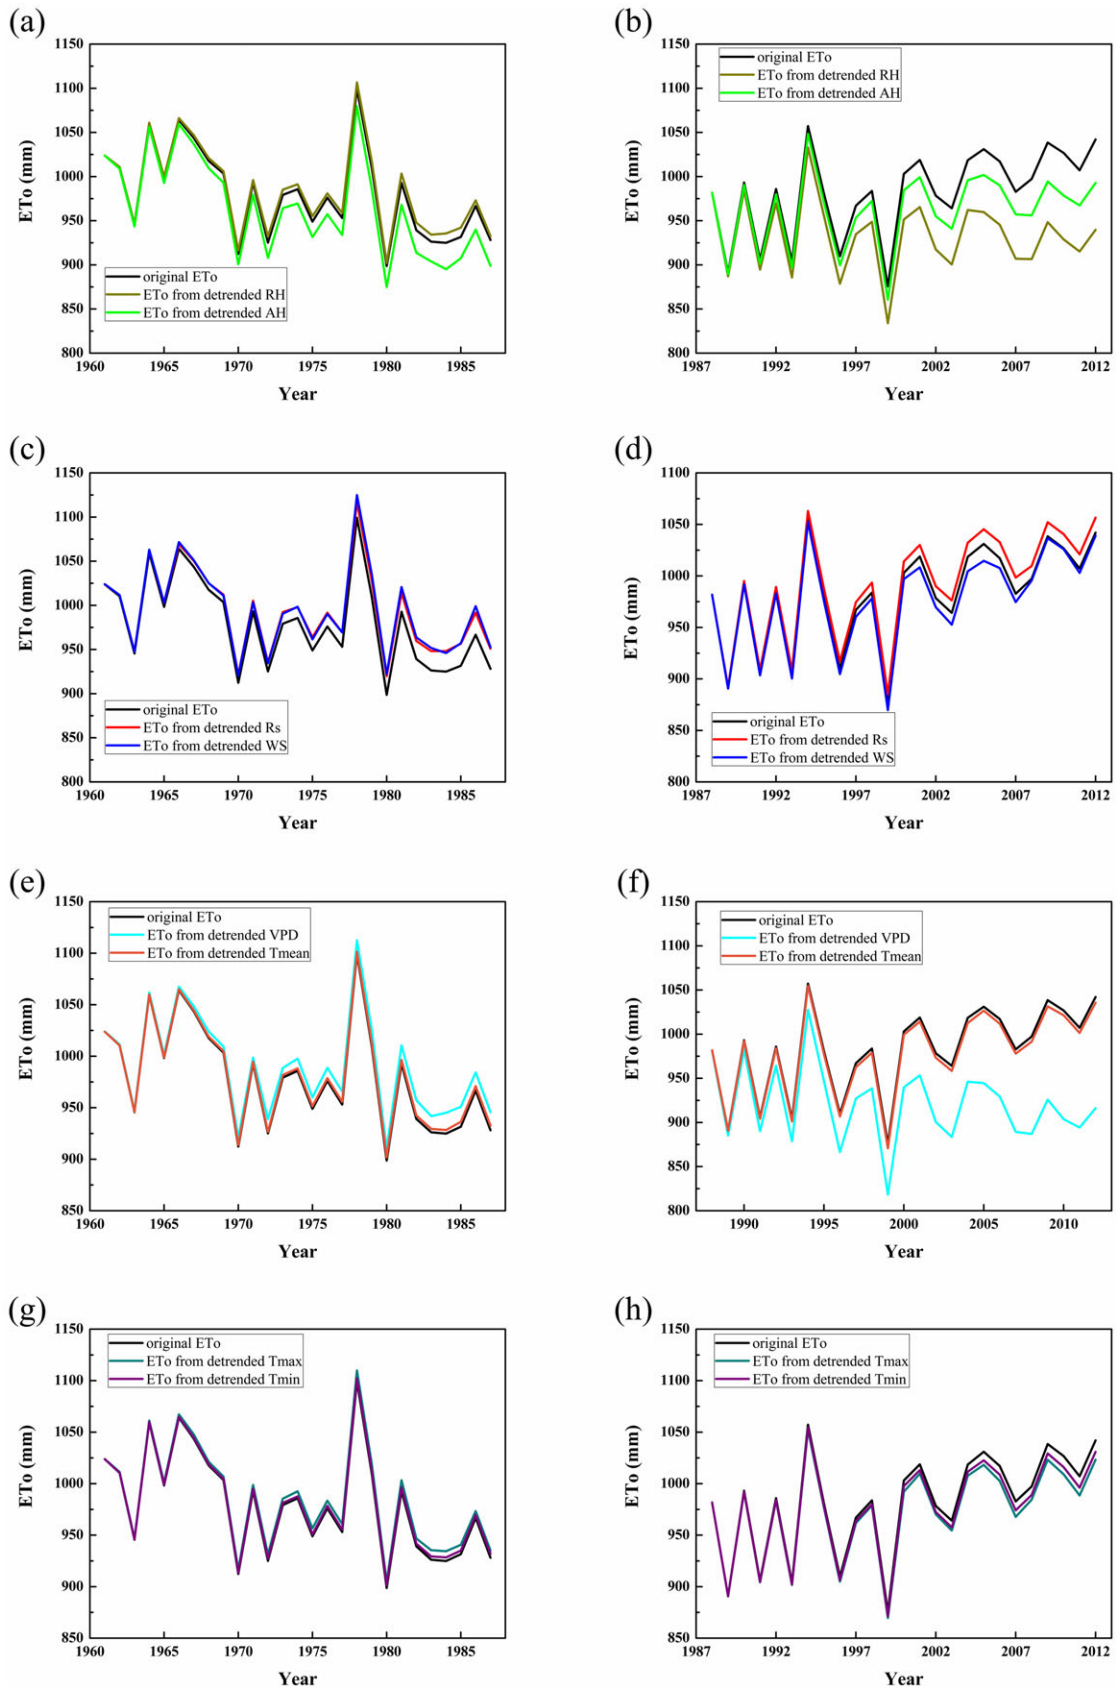 (a)
1150
1100
1050
1000
950
900
850
800
ETo (mm)
original ETo
ETo from detrended RH
ETo from detrended AH
1960 1965 1970 1975 1980 1985
Year
(b)
1150
1100
1050
1000
950
900
850
800
ETo (mm)
original ETo
ETo from detrended RH
ETo from detrended AH
1987 1992 1997 2002 2007 2012
Year
(c)
1150
1100
1050
1000
950
900
850
800
ETo (mm)
original ETo
ETo from detrended Rs
ETo from detrended WS
1960 1965 1970 1975 1980 1985
Year
(d)
1100
1050
1000
950
900
850
800
ETo (mm)
original ETo
ETo from detrended Rs
ETo from detrended WS
1987 1992 1997 2002 2007 2012
Year
(e)
1150
1100
1050
1000
950
900
850
ETo (mm)
original ETo
ETo from detrended VPD
ETo from detrended Tmean
1960 1965 1970 1975 1980 1985
Year
(f)
1150
1100
1050
1000
950
900
850
800
ETo (mm)
original ETo
ETo from detrended VPD
ETo from detrended Tmean
1990 1995 2000 2005 2010
Year
(g)
1150
1100
1050
1000
950
900
850
ETo (mm)
original ETo
ETo from detrended Tmax
ETo from detrended Tmin
1960 1965 1970 1975 1980 1985
Year
(h)
1150
1100
1050
1000
950
900
850
ETo (mm)
original ETo
ETo from detrended Tmax
ETo from detrended Tmin
1987 1992 1997 2002 2007 2012
Year